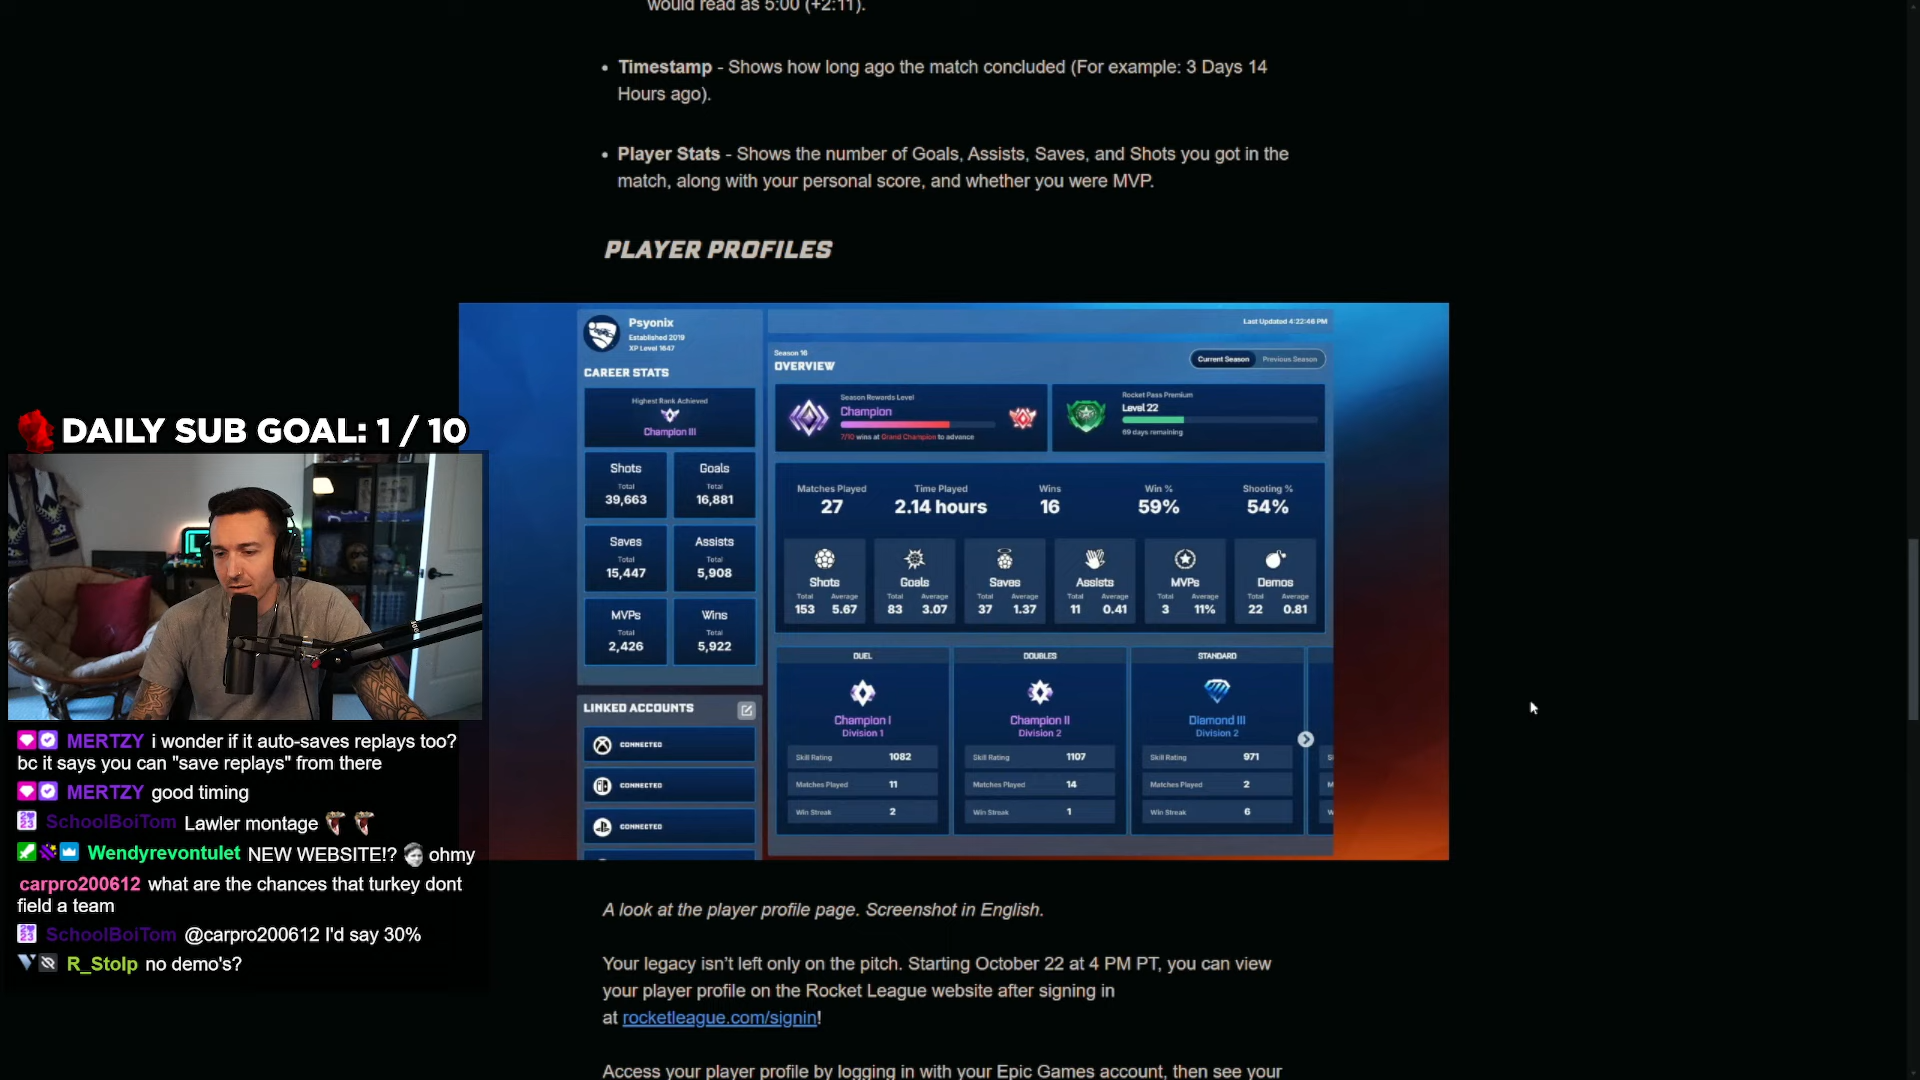 would read as 5:00 (+2:11).
• Timestamp - Shows how long ago the match concluded (For example: 3 Days 14
Hours ago).
• Player Stats - Shows the number of Goals, Assists, Saves, and Shots you got in the
match, along with your personal score, and whether you were MVP.
PLAYER PROFILES
Psyonix
Established 2019
XP Level 1647
CAREER STATS
Highest Rank Achieved
Champion III
Shots
Total
39,663
Goals
Total
16,881
Saves
Total
15,447
Assists
Total
5,908
MVPs
Total
2,426
Wins
Total
5,922
LINKED ACCOUNTS
CONNECTED
CONNECTED
CONNECTED
Last Updated 4:22:46 PM
Season 16
OVERVIEW
Current Season Previous Season
Season Rewards Level
Champion
7/10 wins at Grand Champion to advance
Rocket Pass Premium
Level 22
69 days remaining
Matches Played
27
Time Played
2.14 hours
Wins
16
Win %
59%
Shooting %
54%
Shots
Total Average
153 5.67
Goals
Total Average
83 3.07
Saves
Total Average
37 1.37
Assists
Total Average
11 0.41
MVPs
Total Average
3 11%
Demos
Total Average
22 0.81
DUEL
Champion I
Division 1
Skill Rating 1082
Matches Played 11
Win Streak 2
DOUBLES
Champion II
Division 2
Skill Rating 1107
Matches Played 14
Win Streak 1
STANDARD
Diamond III
Division 2
Skill Rating 971
Matches Played 2
Win Streak 6
A look at the player profile page. Screenshot in English.
Your legacy isn’t left only on the pitch. Starting October 22 at 4 PM PT, you can view
your player profile on the Rocket League website after signing in
at rocketleague.com/signin!
Access your player profile by logging in with your Epic Games account, then see your
DAILY SUB GOAL: 1 / 10
MERTZY i wonder if it auto-saves replays too?
bc it says you can "save replays" from there
MERTZY good timing
SchoolBoiTom Lawler montage
Wendyrevontulet NEW WEBSITE!? ohmy
carpro200612 what are the chances that turkey dont
field a team
SchoolBoiTom @carpro200612 I'd say 30%
R_Stolp no demo's?